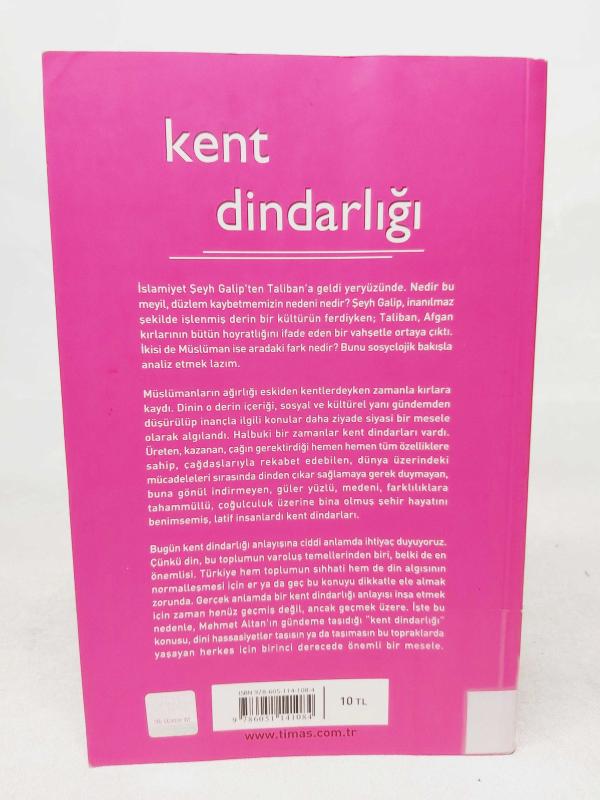 kent
dindarlığı
İslamiyet Şeyh Galip'ten Taliban'a geldi yeryüzünde. Nedir bu
meyil, düzlem kaybetmemizin nedeni nedir? Şeyh Galip, inanılmaz
şekilde işlenmiş derin bir kültürün ferdiyken; Taliban, Afgan
kırlarının bütün hoyratlığını ifade eden bir vahşetle ortaya çıktı.
İkisi de Müslüman ise aradaki fark nedir? Bunu sosyolojik bakışla
analiz etmek lazım.
Müslümanların ağırlığı eskiden kentlerdeyken zamanla kırlara
kaydı. Dinin o derin içeriği, sosyal ve kültürel yanı gündemden
düşürülüp inançla ilgili konular daha ziyade siyasi bir mesele
olarak algılandı. Halbuki bir zamanlar kent dindarları vardı.
Üreten, kazanan, çağın gerektirdiği hemen hemen tüm özelliklere
sahip, çağdaşlarıyla rekabet edebilen, dünya üzerindeki
mücadeleleri sırasında dinden çıkar sağlamaya gerek duymayan,
buna gönül indirmeyen, güler yüzlü, medeni, farklılıklara
tahammüllü, çoğulculuk üzerine bina olmuş şehir hayatını
benimsemiş, latif insanlardı kent dindarları.
Bugün kent dindarlığı anlayışına ciddi anlamda ihtiyaç duyuyoruz.
Çünkü din, bu toplumun varoluş temellerinden biri, belki de en
önemlisi. Türkiye hem toplumun sıhhati hem de din algısının
normalleşmesi için er ya da geç bu konuyu dikkatle ele almak
zorunda. Gerçek anlamda bir kent dindarlığı anlayışı inşa etmek
için zaman henüz geçmiş değil, ancak geçmek üzere. İşte bu
nedenle, Mehmet Altan'ın gündeme taşıdığı "kent dindarlığı"
konusu, dini hassasiyetler taşısın ya da taşımasın bu topraklarda
yaşayan herkes için birinci derecede önemli bir mesele.
ISBN 978-605-114-108-4
9 786051 141084
10 TL
www.timas.com.tr